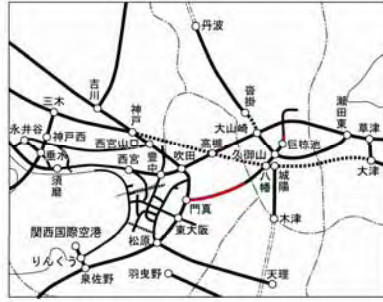 丹波
吉川
沓掛
三木
神戸
大山崎
瀬田東
永井谷
神戸西
西宮山口
高槻
久御山
巨椋池
草津
垂水
西宮
豊中
吹田
八幡
城陽
大津
須磨
門真
木津
関西国際空港
東大阪
松原
りんくう
羽曳野
天理
泉佐野